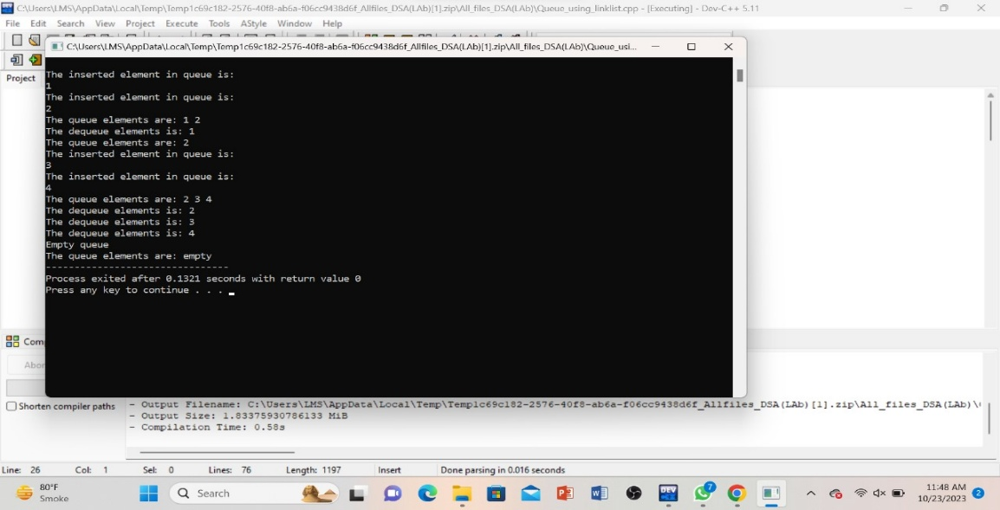 C:\Users\LMS\AppData\Local\Temp\Temp1c69c182-2576-40f8-ab6a-f06cc9438d6f_Allfiles_DSA(LAb)[1].zip\All_files_DSA(LAb)\Queue_using_linklist.cpp - [Executing] - Dev-C++ 5.11
File Edit Search View Project Execute Tools AStyle Window Help
C:\Users\LMS\AppData\Local\Temp\Temp1c69c182-2576-40f8-ab6a-f06cc9438d6f_Allfiles_DSA(LAb)[1].zip\All_files_DSA(LAb)\Queue_usi...
Project
The inserted element in queue is:
1
The inserted element in queue is:
2
The queue elements are: 1 2
The dequeue elements is: 1
The queue elements are: 2
The inserted element in queue is:
3
The inserted element in queue is:
4
The queue elements are: 2 3 4
The dequeue elements is: 2
The dequeue elements is: 3
The dequeue elements is: 4
Empty queue
The queue elements are: empty
--------------------------------
Process exited after 0.1321 seconds with return value 0
Press any key to continue . . .
Com
Abor
Shorten compiler paths
- Output Filename: C:\Users\LMS\AppData\Local\Temp\Temp1c69c182-2576-40f8-ab6a-f06cc9438d6f_Allfiles_DSA(LAb)[1].zip\All_files_DSA(LAb)\
- Output Size: 1.83375930786133 MiB
- Compilation Time: 0.58s
Line: 26 Col: 1 Sel: 0 Lines: 76 Length: 1197 Insert Done parsing in 0.016 seconds
80°F
Smoke
Search
DEV
7
11:48 AM
10/23/2023
2